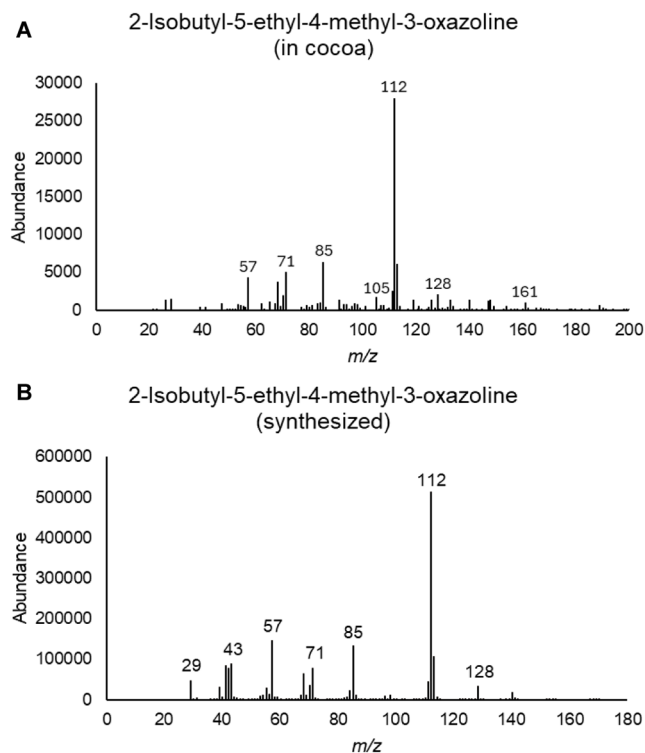 A
2-Isobutyl-5-ethyl-4-methyl-3-oxazoline
(in cocoa)
30000
25000
20000
15000
10000
5000
0
Abundance
57
71
85
105
112
128
161
0 20 40 60 80 100 120 140 160 180 200
m/z
B
2-Isobutyl-5-ethyl-4-methyl-3-oxazoline
(synthesized)
600000
500000
400000
300000
200000
100000
0
Abundance
29
43
57
71
85
112
128
0 20 40 60 80 100 120 140 160 180
m/z